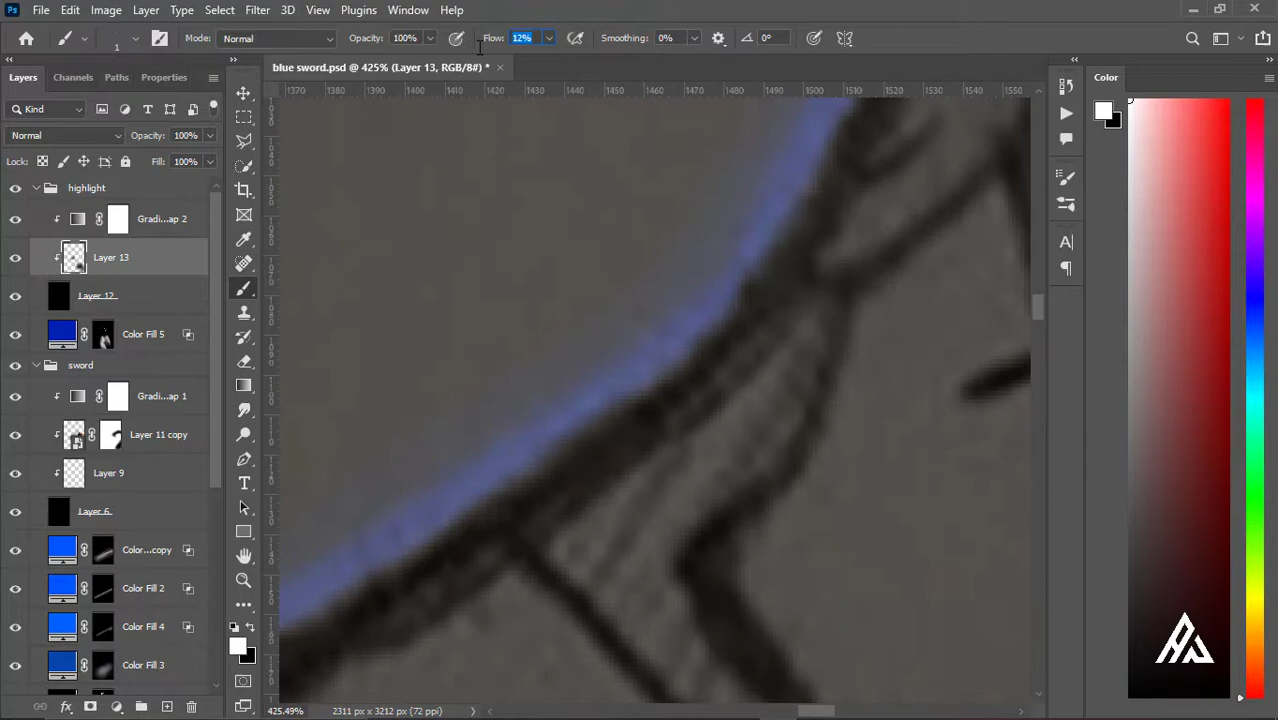 Ps File Edit Image Layer Type Select Filter 3D View Plugins Window Help
1 Mode: Normal Opacity: 100% Flow: 12% Smoothing: 0% 0°
Layers Channels Paths Properties
blue sword.psd @ 425% (Layer 13, RGB/8#) *
Color
1370 1390 1400 1410 1420 1430 1440 1450 1460 1470 1480 1490 1500 1510 1520 1530 1540 1550
Kind
Normal Opacity: 100%
Lock: Fill: 100%
highlight
Gradi...ap 2
Layer 13
Layer 12
Color Fill 5
sword
Gradi...ap 1
Layer 11 copy
Layer 9
Layer 6
Color...copy
Color Fill 2
Color Fill 4
Color Fill 3
fx
425.49% 2311 px x 3212 px (72 ppi)